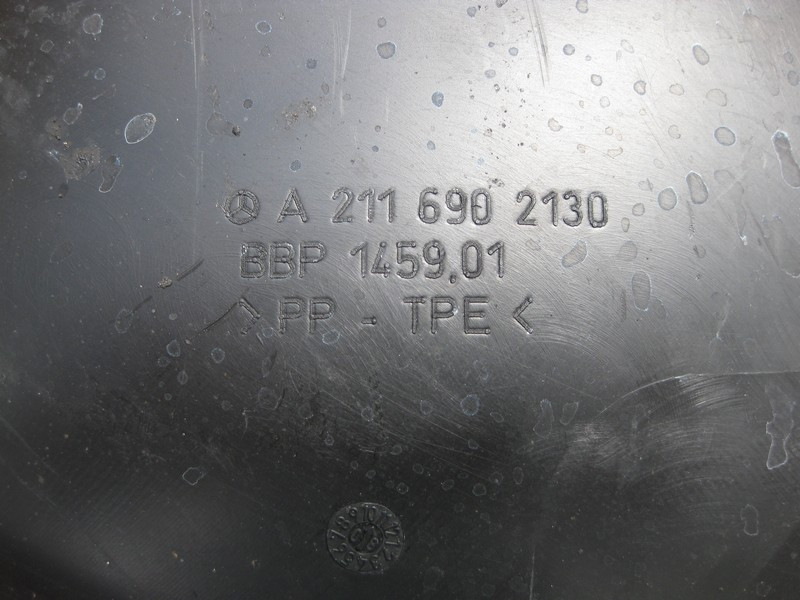 A 211 690 2130
BBP 1459.01
> PP - TPE <